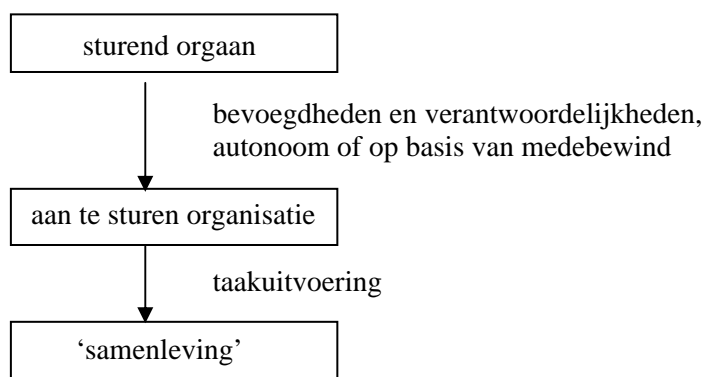 sturend orgaan
bevoegdheden en verantwoordelijkheden,
autonoom of op basis van medebewind
aan te sturen organisatie
taakuitvoering
‘samenleving’